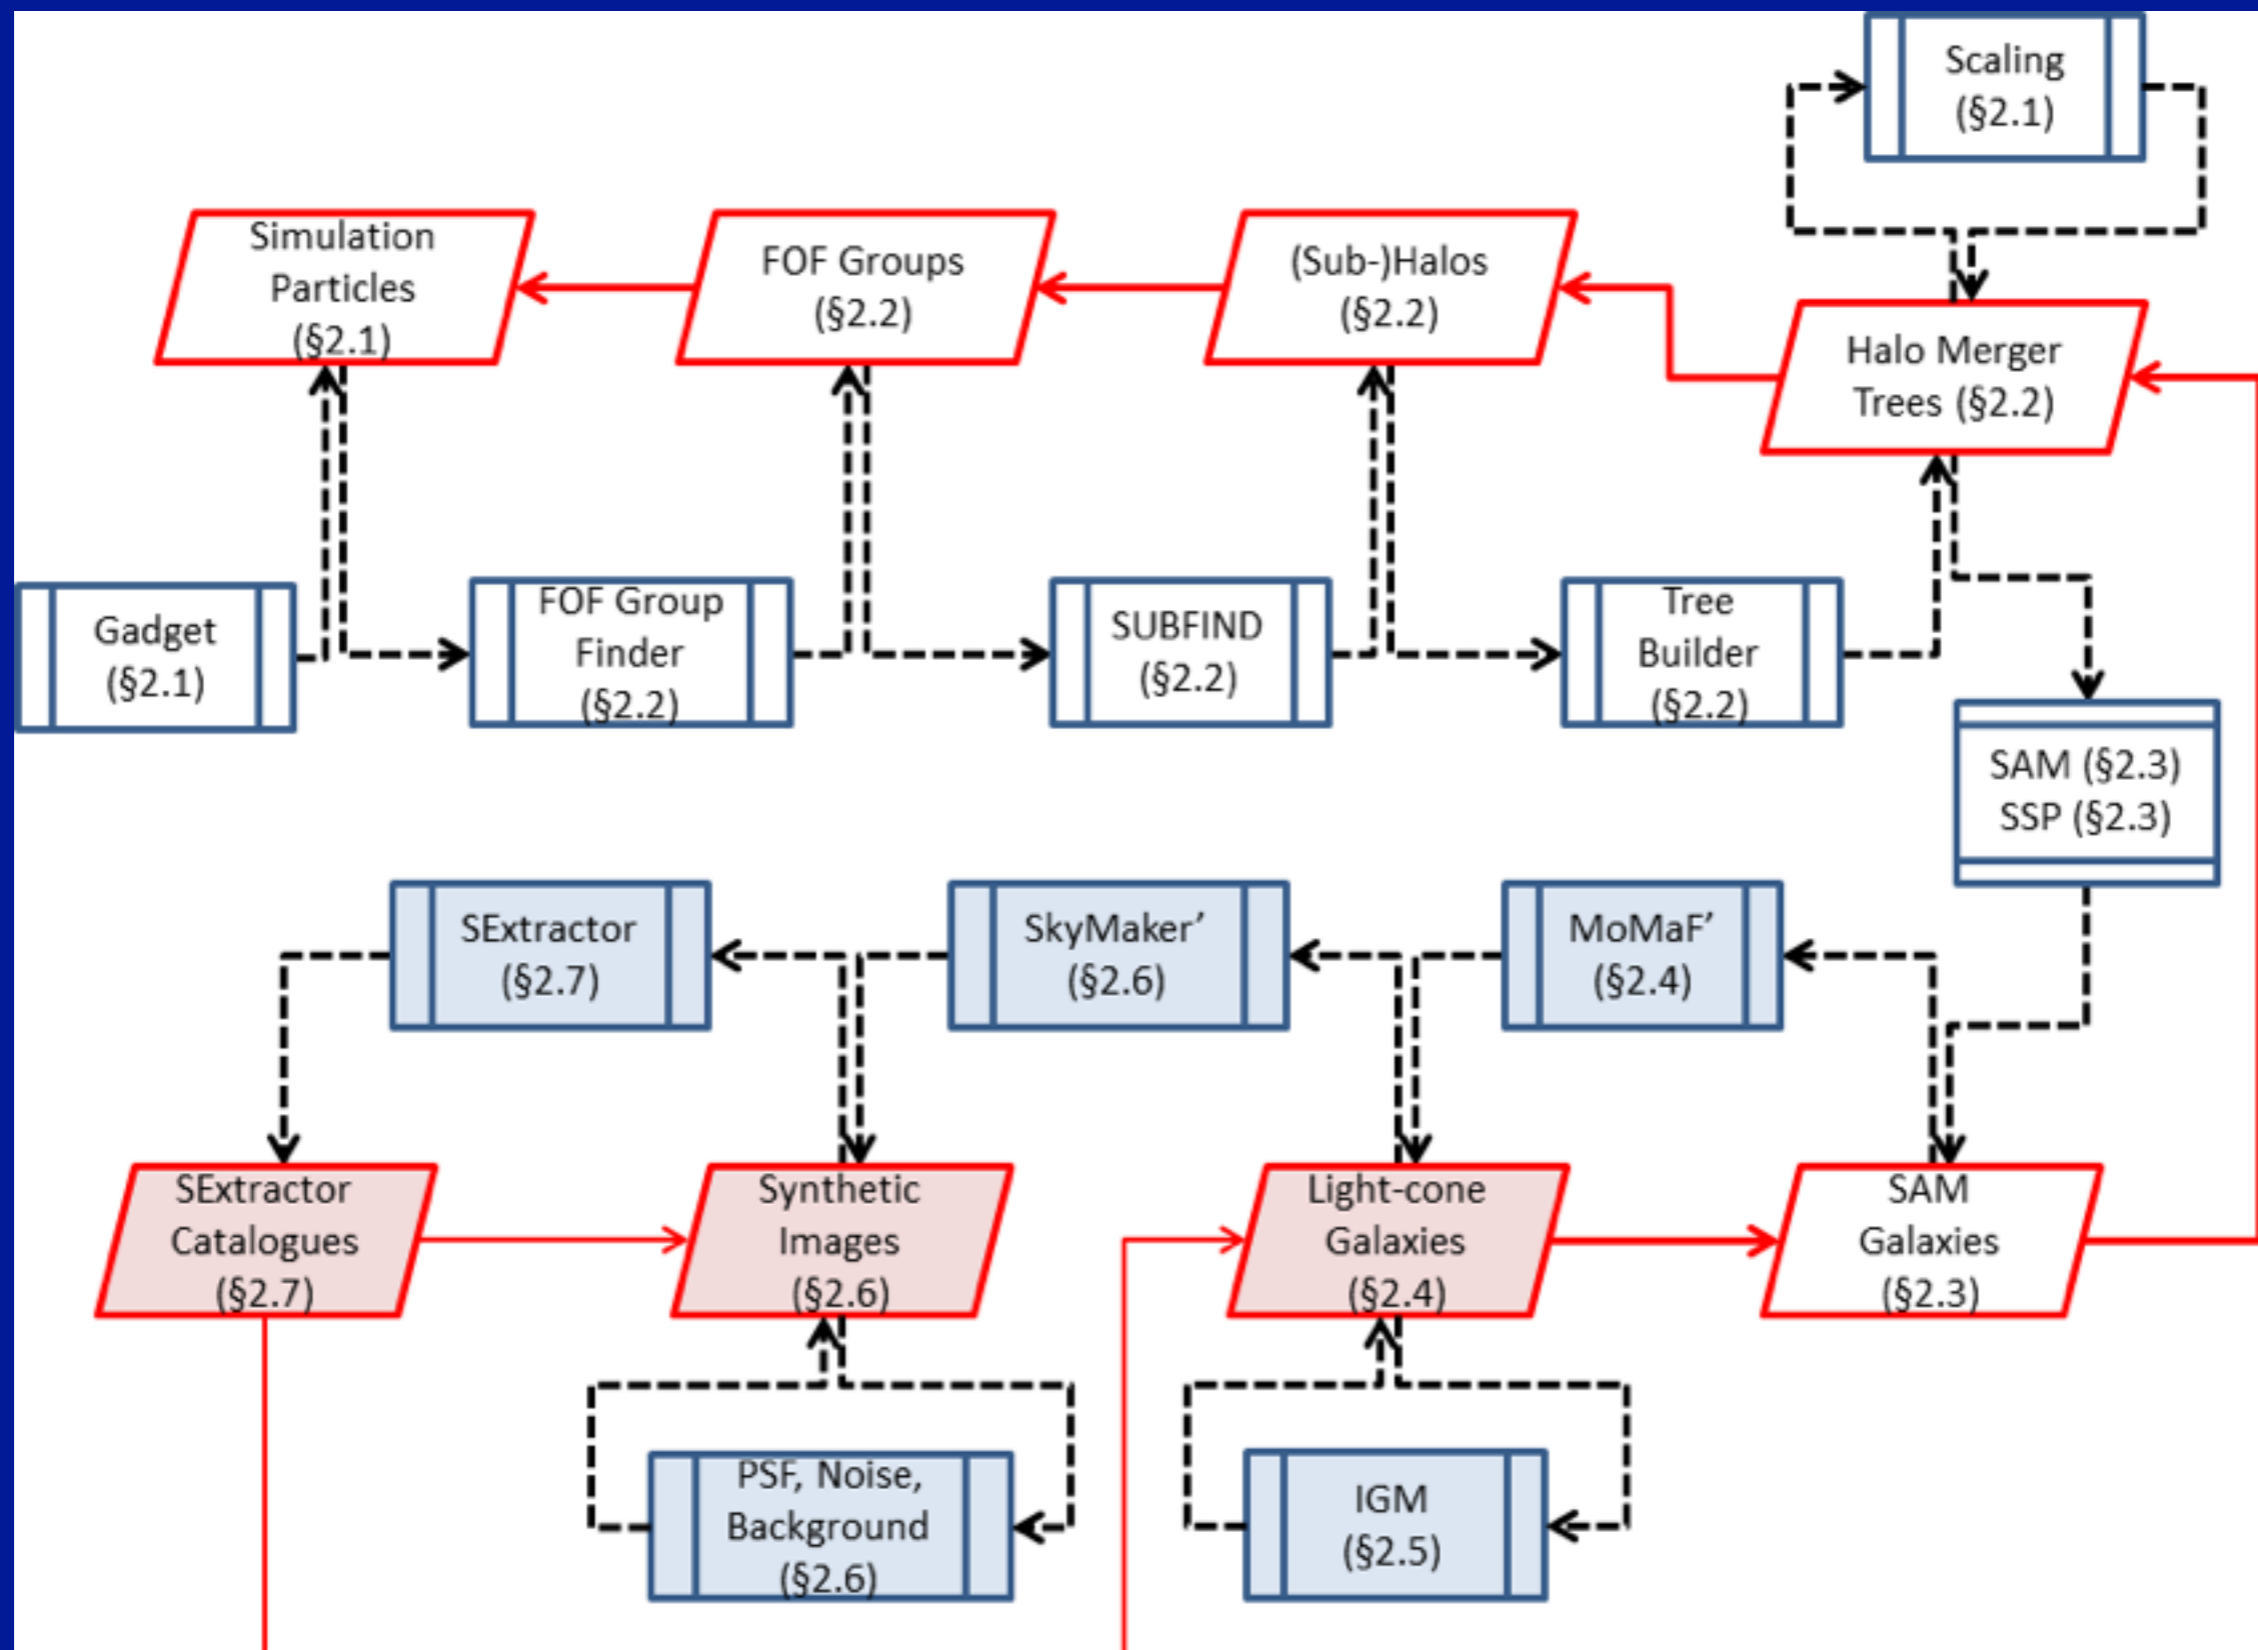 Scaling
(§2.1)
Simulation
Particles
(§2.1)
FOF Groups
(§2.2)
(Sub-)Halos
(§2.2)
Halo Merger
Trees (§2.2)
Gadget
(§2.1)
FOF Group
Finder
(§2.2)
SUBFIND
(§2.2)
Tree
Builder
(§2.2)
SAM (§2.3)
SSP (§2.3)
SExtractor
(§2.7)
SkyMaker’
(§2.6)
MoMaF’
(§2.4)
SExtractor
Catalogues
(§2.7)
Synthetic
Images
(§2.6)
Light-cone
Galaxies
(§2.4)
SAM
Galaxies
(§2.3)
PSF, Noise,
Background
(§2.6)
IGM
(§2.5)